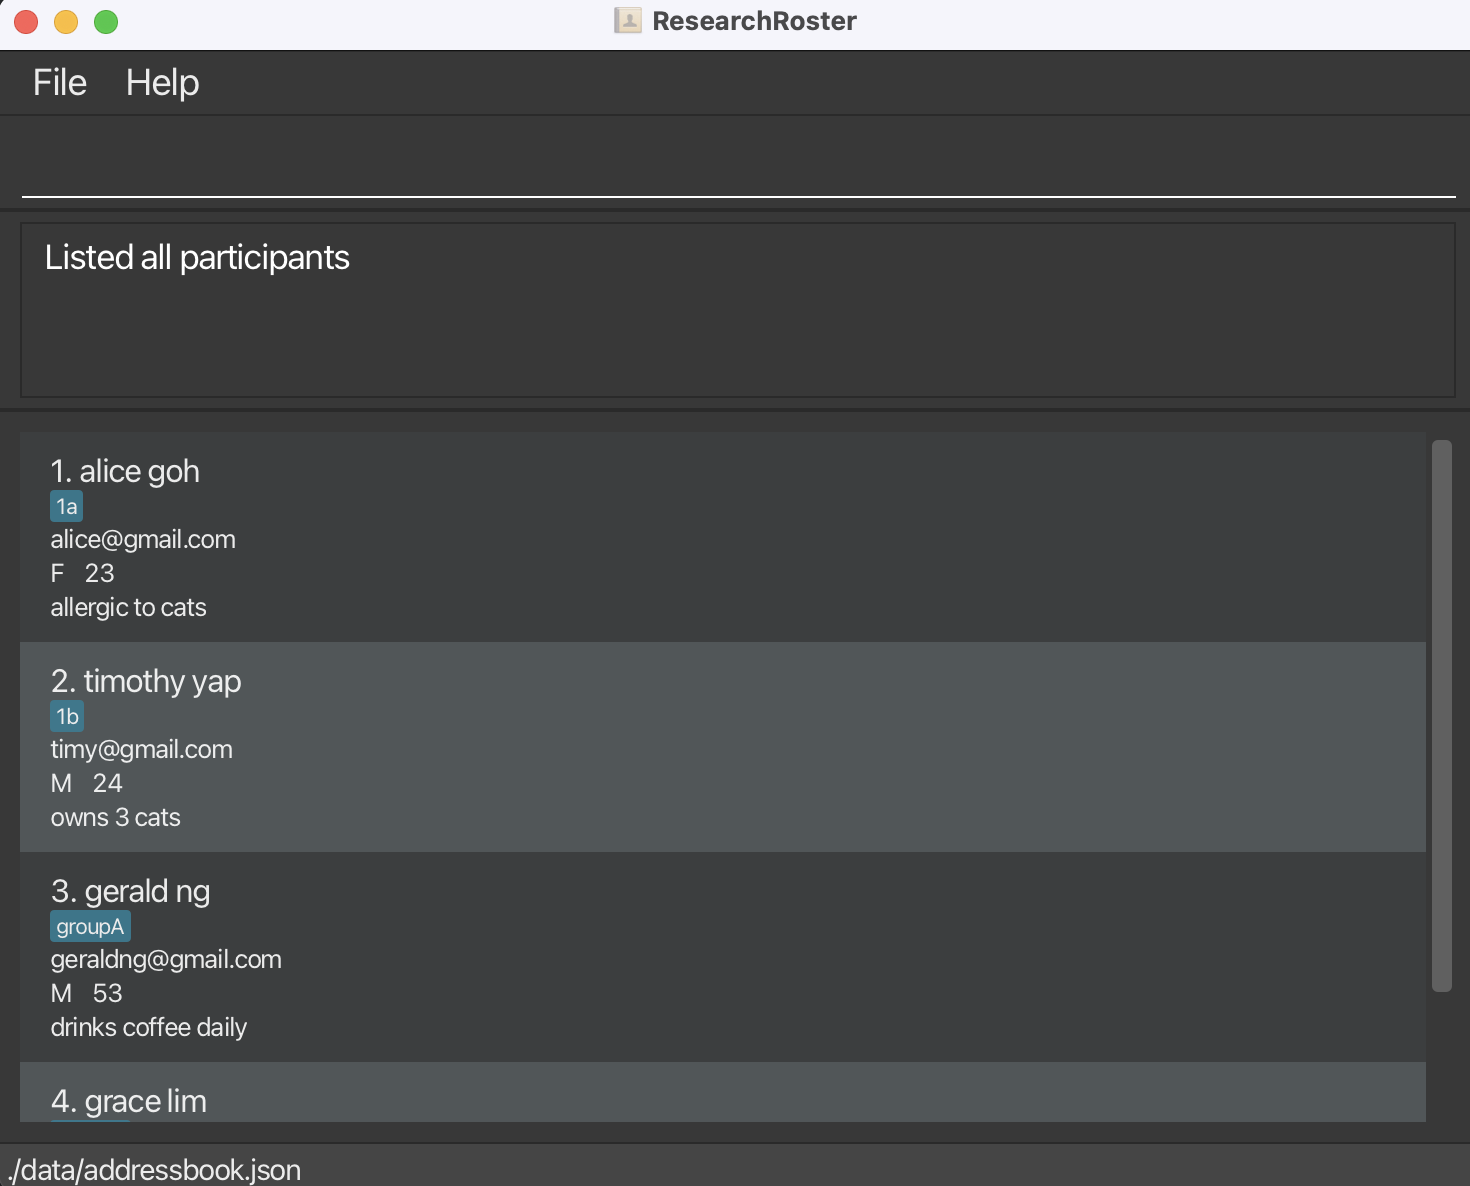 ResearchRoster
File Help
Listed all participants
1. alice goh
1a
alice@gmail.com
F 23
allergic to cats
2. timothy yap
1b
timy@gmail.com
M 24
owns 3 cats
3. gerald ng
groupA
geraldng@gmail.com
M 53
drinks coffee daily
4. grace lim
./data/addressbook.json